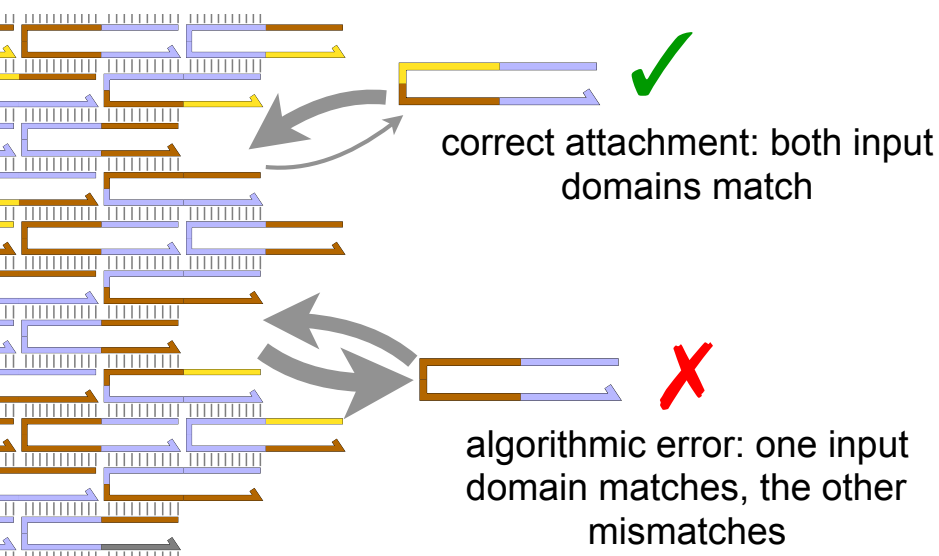 correct attachment: both input
domains match
algorithmic error: one input
domain matches, the other
mismatches